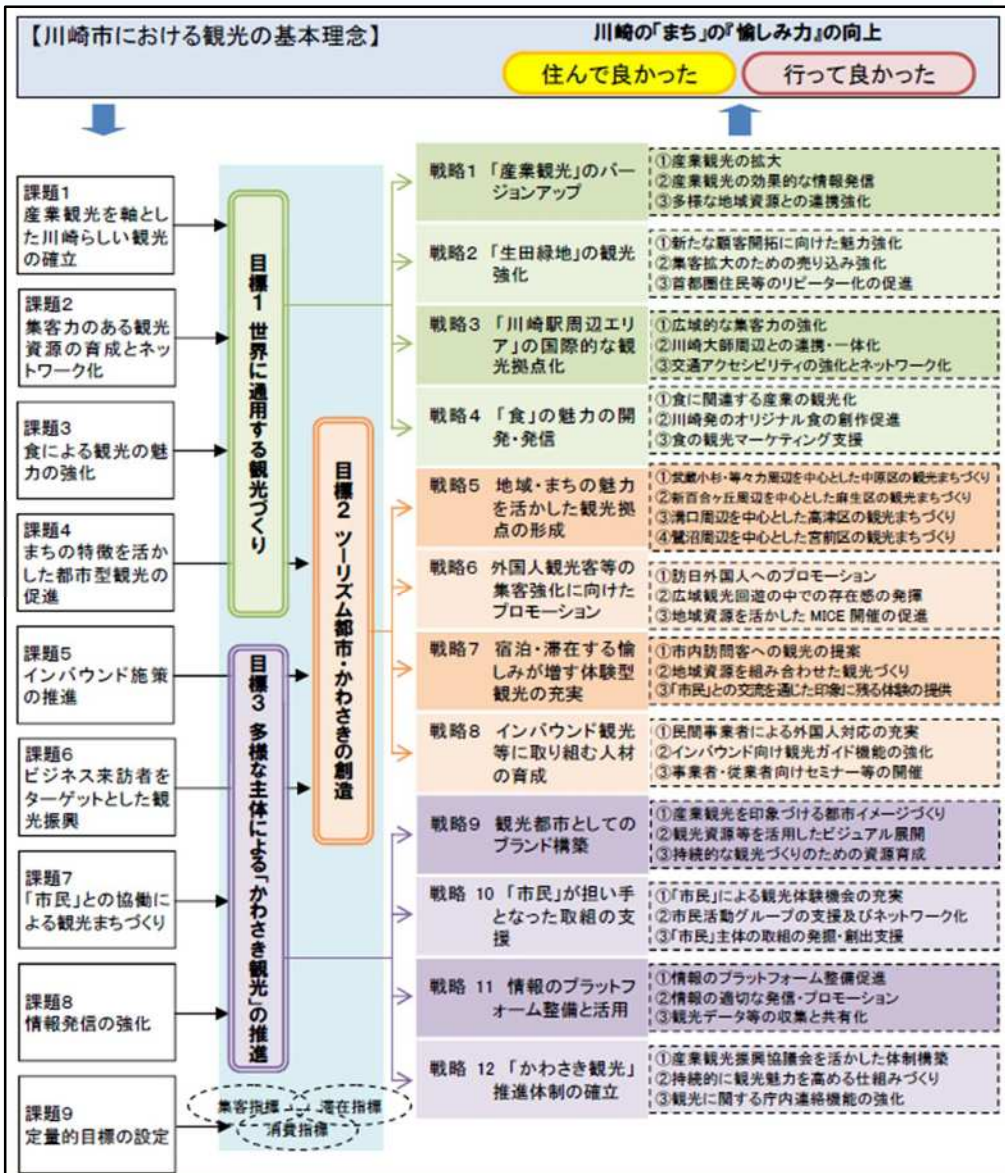 【川崎市における観光の基本理念】
川崎の「まち」の『愉しみ力』の向上
住んで良かった
行って良かった
課題1
産業観光を軸とし
た川崎らしい観光
の確立
課題2
集客力のある観光
資源の育成とネッ
トワーク化
課題3
食による観光の魅
力の強化
課題4
まちの特徴を活か
した都市型観光の
促進
課題5
インバウンド施策
の推進
課題6
ビジネス来訪者を
ターゲットとした観
光振興
課題7
「市民」との協働に
よる観光まちづくり
課題8
情報発信の強化
課題9
定量的目標の設定
目標1 世界に通用する観光づくり
目標2 ツーリズム都市・かわさきの創造
目標3 多様な主体による「かわさき観光」の推進
集客指標
滞在指標
消費指標
戦略1 「産業観光」のバー
ジョンアップ
①産業観光の拡大
②産業観光の効果的な情報発信
③多様な地域資源との連携強化
戦略2 「生田緑地」の観光
強化
①新たな顧客開拓に向けた魅力強化
②集客拡大のための売り込み強化
③首都圏住民等のリピーター化の促進
戦略3 「川崎駅周辺エリ
ア」の国際的な観
光拠点化
①広域的な集客力の強化
②川崎大師周辺との連携・一体化
③交通アクセシビリティの強化とネットワーク化
戦略4 「食」の魅力の開
発・発信
①食に関連する産業の観光化
②川崎発のオリジナル食の創作促進
③食の観光マーケティング支援
戦略5 地域・まちの魅力
を活かした観光拠
点の形成
①武蔵小杉・等々力周辺を中心とした中原区の観光まちづくり
②新百合ヶ丘周辺を中心とした麻生区の観光まちづくり
③溝口周辺を中心とした高津区の観光まちづくり
④鷺沼周辺を中心とした宮前区の観光まちづくり
戦略6 外国人観光客等の
集客強化に向けた
プロモーション
①訪日外国人へのプロモーション
②広域観光回遊の中での存在感の発揮
③地域資源を活かした MICE 開催の促進
戦略7 宿泊・滞在する愉
しみが増す体験型
観光の充実
①市内訪問客への観光の提案
②地域資源を組み合わせた観光づくり
③「市民」との交流を通じた印象に残る体験の提供
戦略8 インバウンド観光
等に取り組む人材
の育成
①民間事業者による外国人対応の充実
②インバウンド向け観光ガイド機能の強化
③事業者・従業者向けセミナー等の開催
戦略9 観光都市としての
ブランド構築
①産業観光を印象づける都市イメージづくり
②観光資源等を活用したビジュアル展開
③持続的な観光づくりのための資源育成
戦略 10 「市民」が担い手
となった取組の支
援
①「市民」による観光体験機会の充実
②市民活動グループの支援及びネットワーク化
③「市民」主体の取組の発掘・創出支援
戦略 11 情報のプラットフ
ォーム整備と活用
①情報のプラットフォーム整備促進
②情報の適切な発信・プロモーション
③観光データ等の収集と共有化
戦略 12 「かわさき観光」
推進体制の確立
①産業観光振興協議会を活かした体制構築
②持続的に観光魅力を高める仕組みづくり
③観光に関する庁内連絡機能の強化